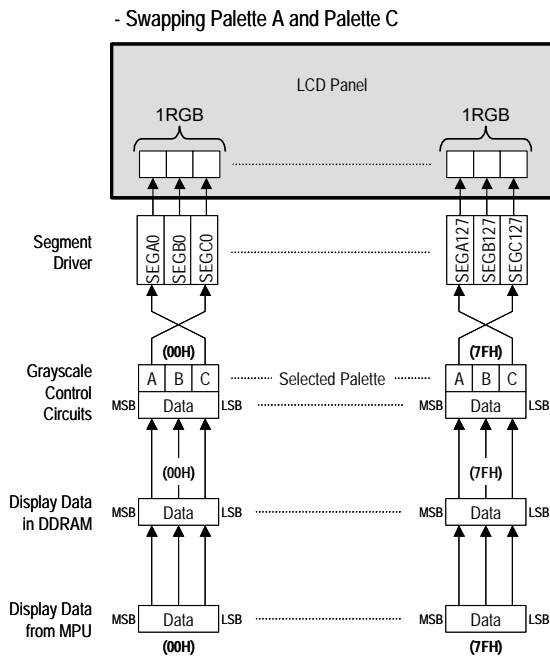 - Swapping Palette A and Palette C
LCD Panel
1RGB 1RGB
Segment
Driver
SEGA0 SEGB0 SEGC0 SEGA127 SEGB127 SEGC127
(00H) (7FH)
Grayscale
Control
Circuits
A B C Selected Palette A B C
MSB Data LSB MSB Data LSB
(00H) (7FH)
Display Data
in DDRAM
MSB Data LSB MSB Data LSB
Display Data
from MPU
MSB Data LSB MSB Data LSB
(00H) (7FH)